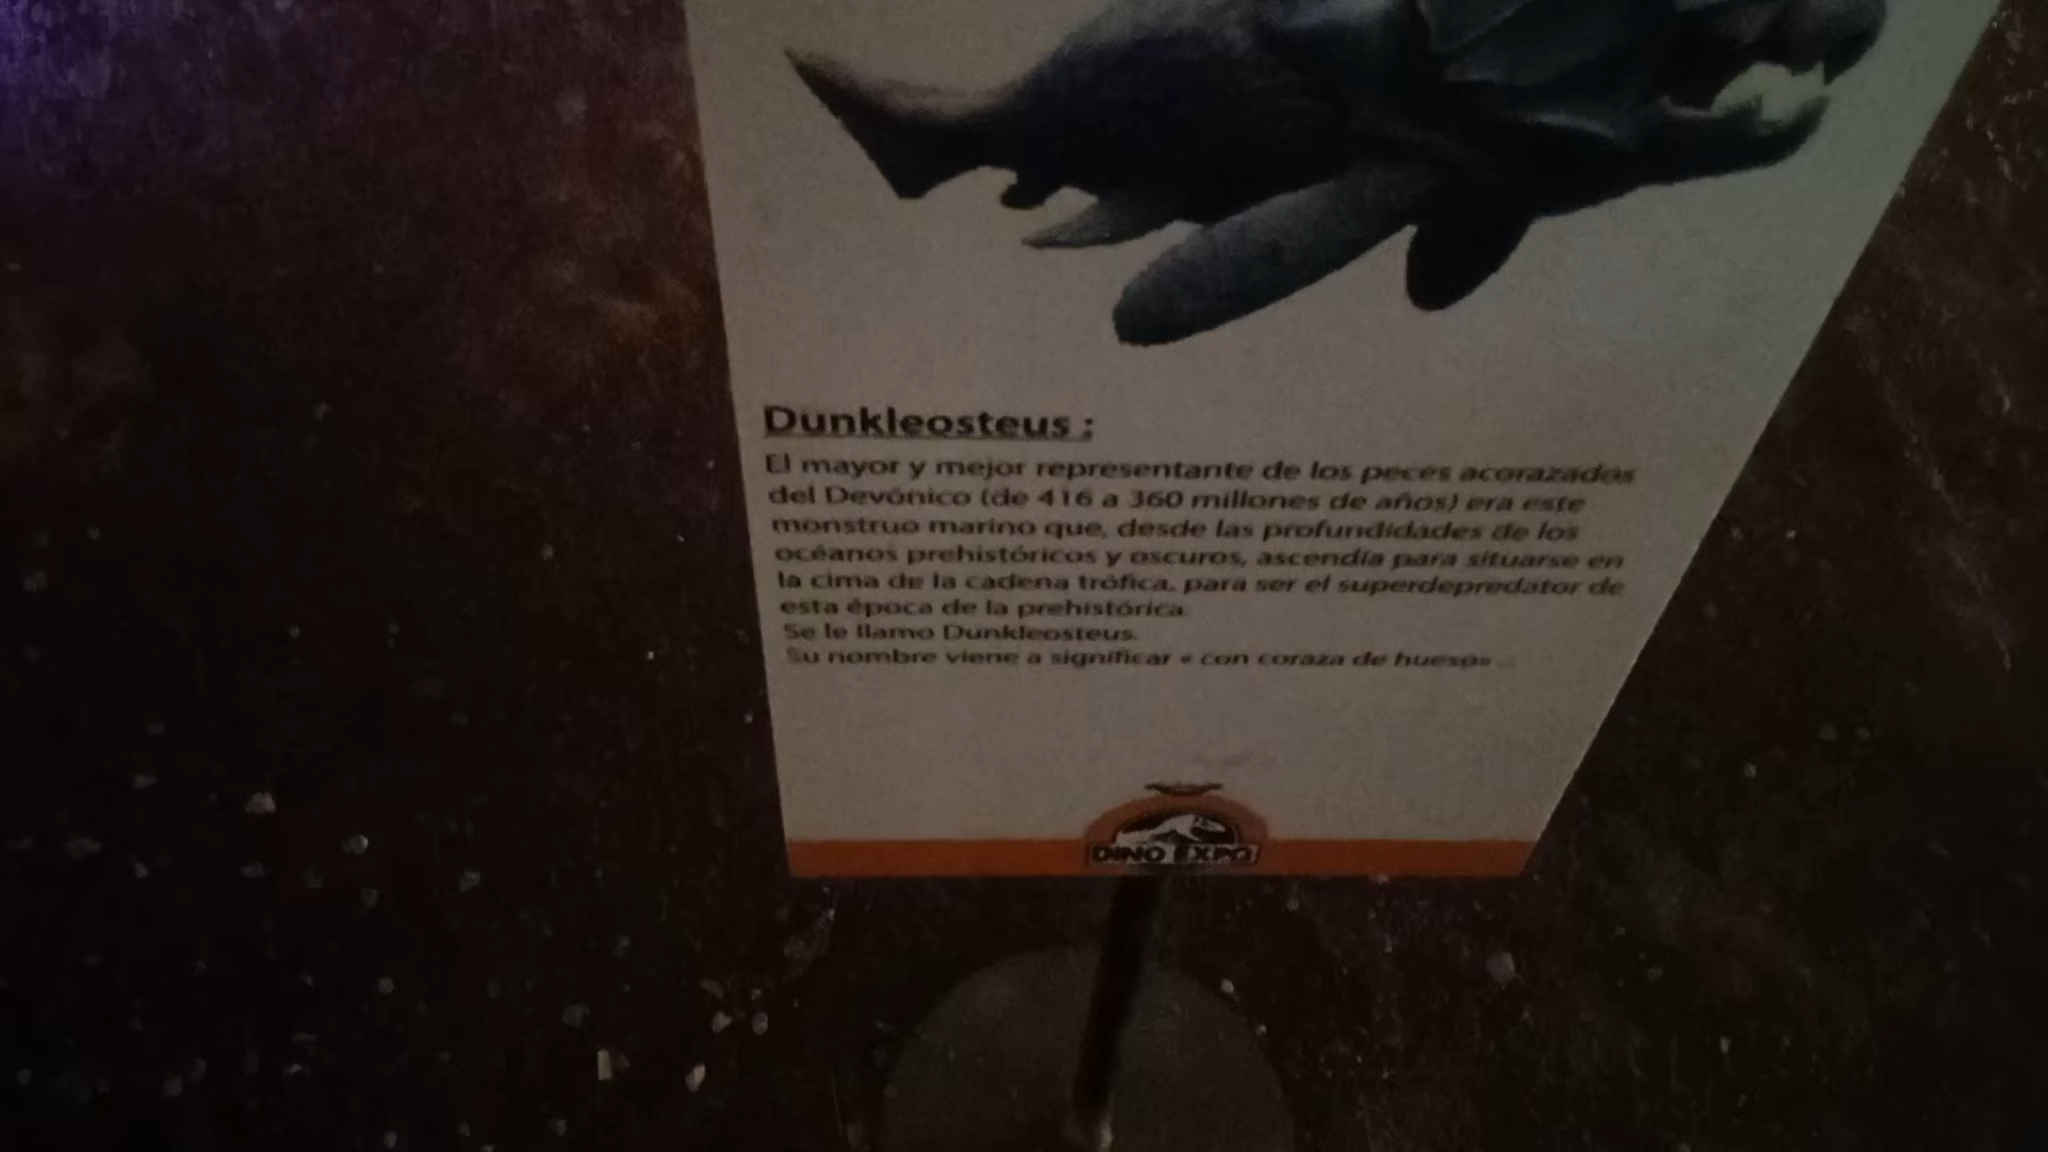 Dunkleosteus :
El mayor y mejor representante de los peces acorazados
del Devónico (de 416 a 360 millones de años) era este
monstruo marino que, desde las profundidades de los
océanos prehistóricos y oscuros, ascendía para situarse en
la cima de la cadena trófica, para ser el superdepredator de
esta época de la prehistórica.
Se le llamo Dunkleosteus.
Su nombre viene a significar « con coraza de hueso» ...
DINO EXPO